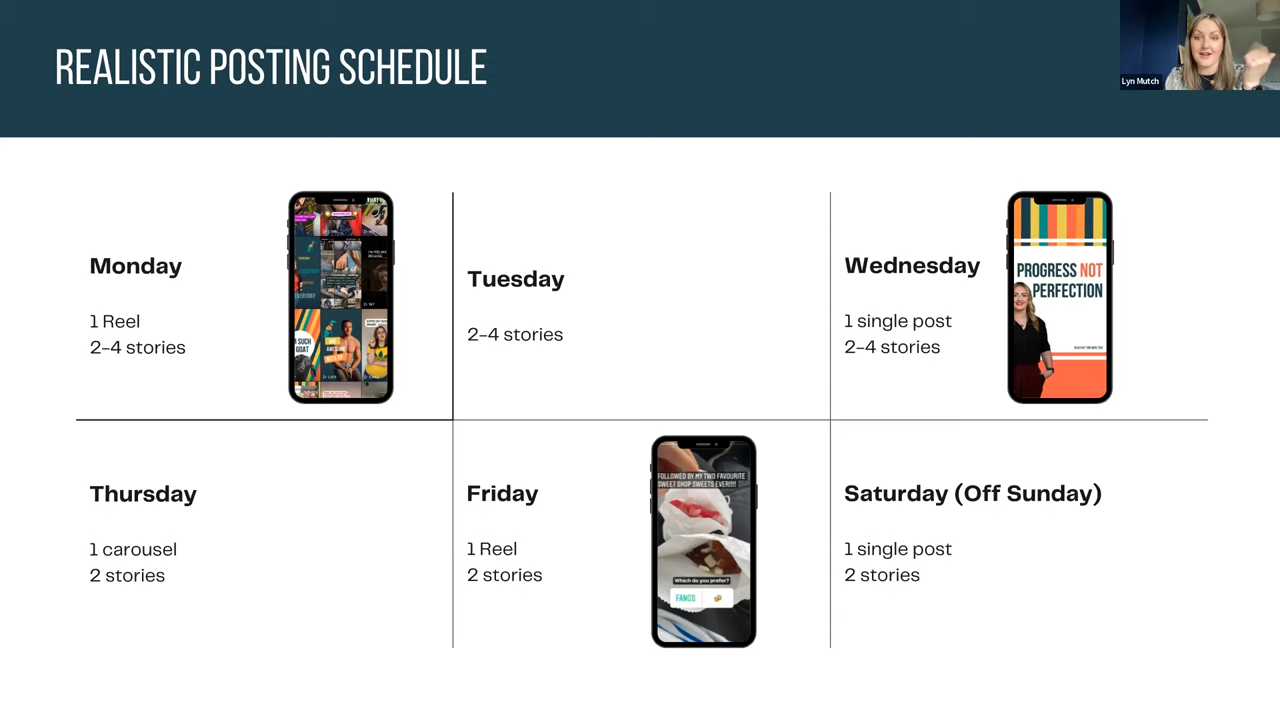 REALISTIC POSTING SCHEDULE
Lyn Mutch
Monday
1 Reel
2-4 stories
EVERYDAY
Tuesday
2-4 stories
Wednesday
1 single post
2-4 stories
PROGRESS NOT
PERFECTION
Thursday
1 carousel
2 stories
Friday
1 Reel
2 stories
FOLLOWED BY MY TWO FAVOURITE
SWEET SHOP SWEETS EVER!!!!!
Which do you prefer?
FANGS
Saturday (Off Sunday)
1 single post
2 stories